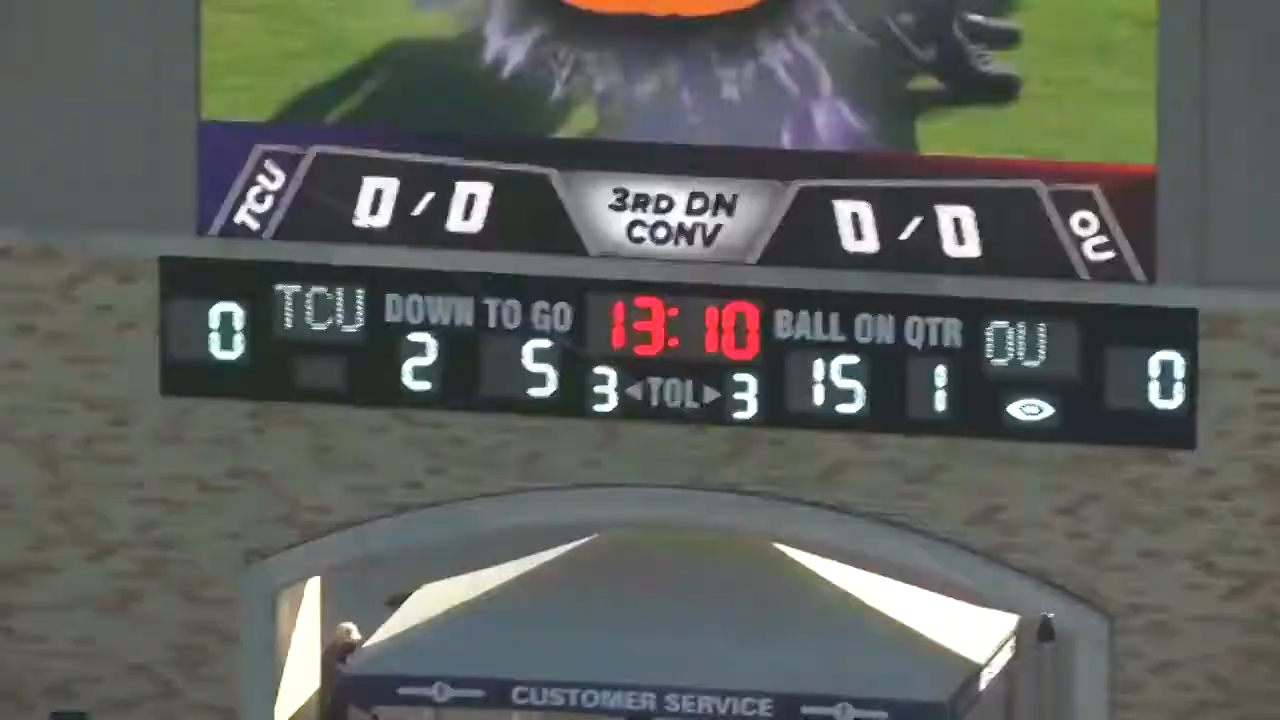 TCU 0/0 3RD DN CONV 0/0 OU
0 TCU DOWN TO GO 13:10 BALL ON QTR OU 0
2 5 3 ◄TOL► 3 15 1
CUSTOMER SERVICE